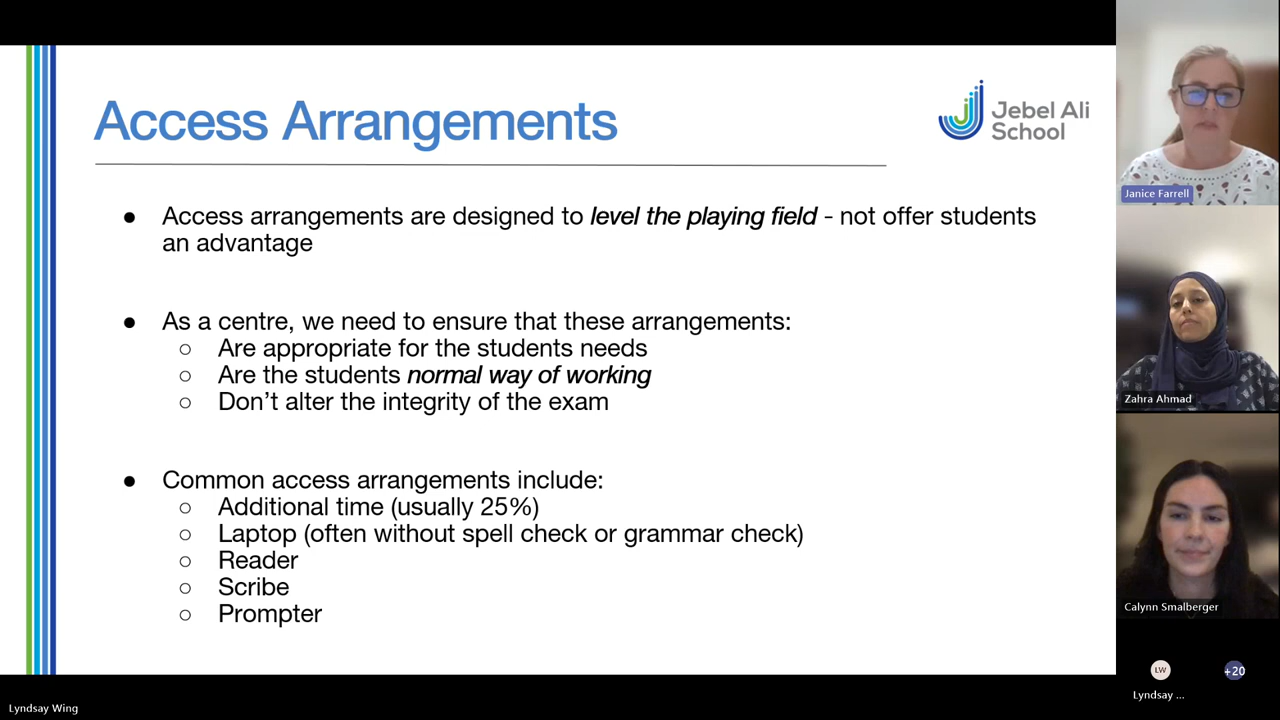 Access Arrangements
Jebel Ali
School
● Access arrangements are designed to level the playing field - not offer students
an advantage
● As a centre, we need to ensure that these arrangements:
○ Are appropriate for the students needs
○ Are the students normal way of working
○ Don’t alter the integrity of the exam
● Common access arrangements include:
○ Additional time (usually 25%)
○ Laptop (often without spell check or grammar check)
○ Reader
○ Scribe
○ Prompter
Janice Farrell
Zahra Ahmad
Calynn Smalberger
LW
+20
Lyndsay ...
Lyndsay Wing